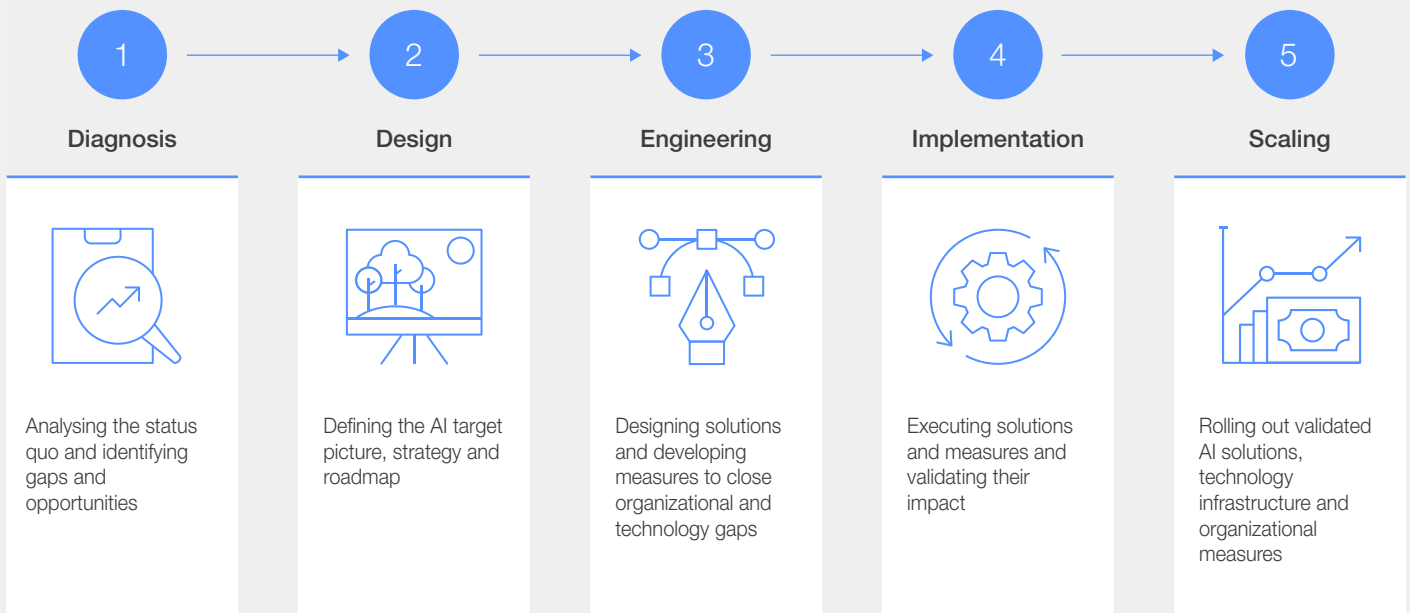 1
2
3
4
5
Diagnosis
Design
Engineering
Implementation
Scaling
Analysing the status
quo and identifying
gaps and
opportunities
Defining the AI target
picture, strategy and
roadmap
Designing solutions
and developing
measures to close
organizational and
technology gaps
Executing solutions
and measures and
validating their
impact
Rolling out validated
AI solutions,
technology
infrastructure and
organizational
measures